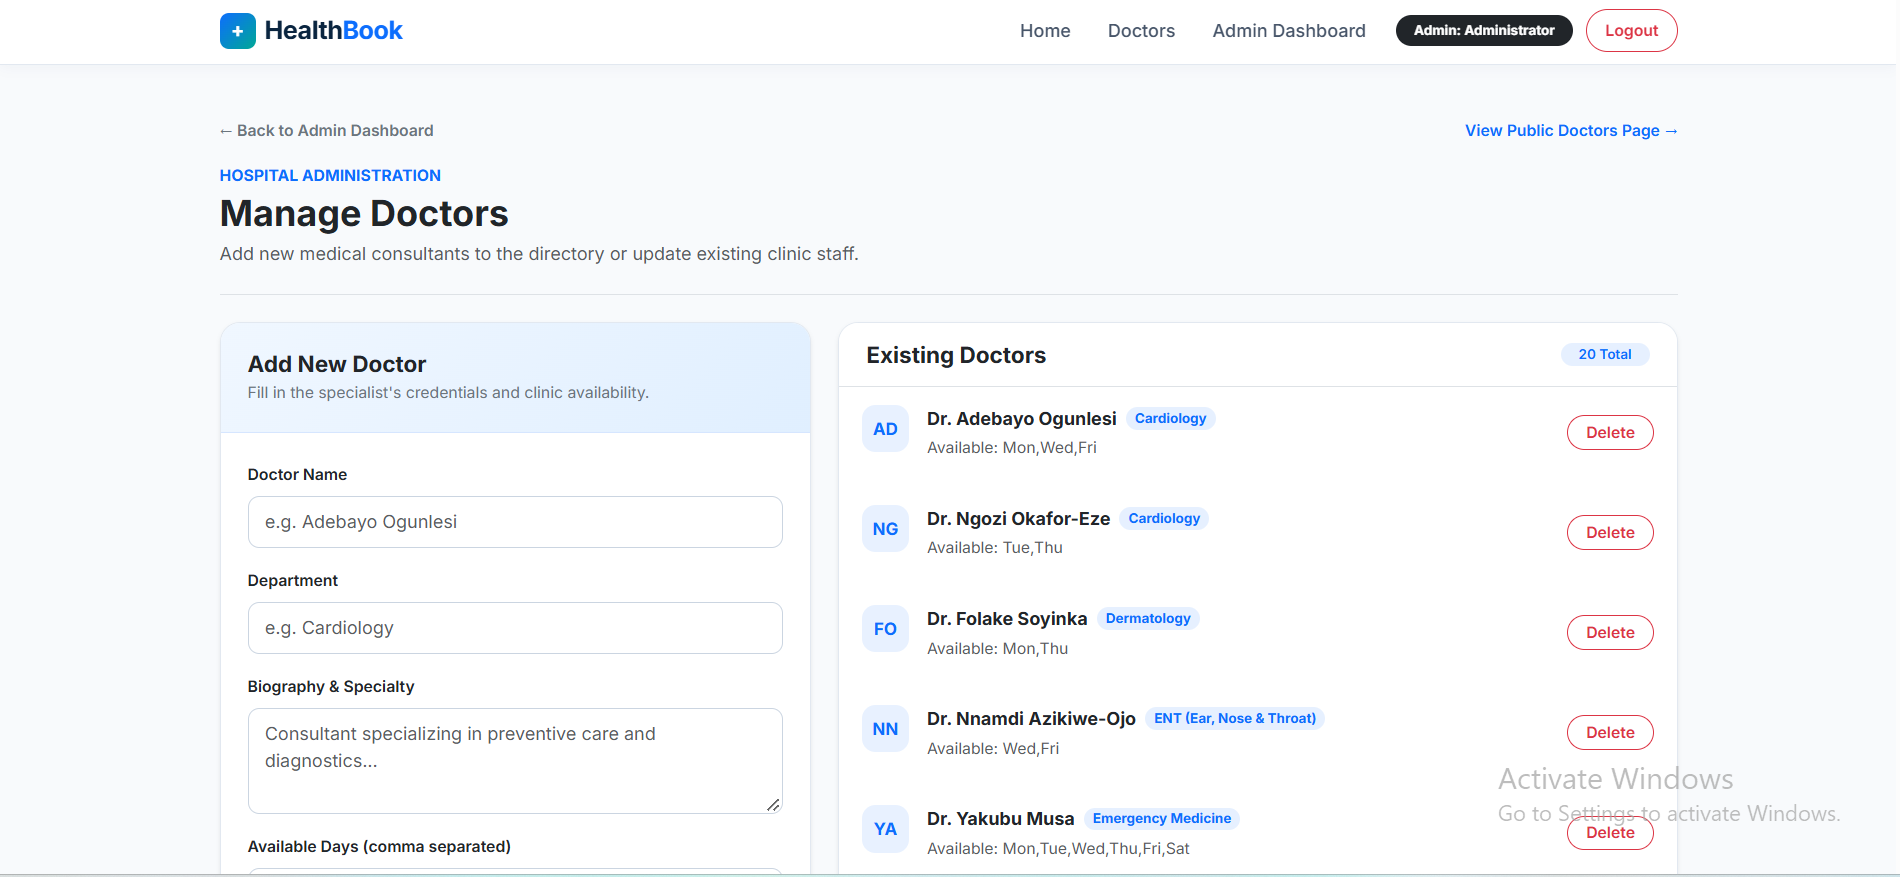 + HealthBook
Home Doctors Admin Dashboard Admin: Administrator Logout
← Back to Admin Dashboard
View Public Doctors Page →
HOSPITAL ADMINISTRATION
Manage Doctors
Add new medical consultants to the directory or update existing clinic staff.
Add New Doctor
Fill in the specialist's credentials and clinic availability.
Doctor Name
e.g. Adebayo Ogunlesi
Department
e.g. Cardiology
Biography & Specialty
Consultant specializing in preventive care and
diagnostics...
Available Days (comma separated)
Existing Doctors
20 Total
AD
Dr. Adebayo Ogunlesi Cardiology
Available: Mon,Wed,Fri
Delete
NG
Dr. Ngozi Okafor-Eze Cardiology
Available: Tue,Thu
Delete
FO
Dr. Folake Soyinka Dermatology
Available: Mon,Thu
Delete
NN
Dr. Nnamdi Azikiwe-Ojo ENT (Ear, Nose & Throat)
Available: Wed,Fri
Delete
YA
Dr. Yakubu Musa Emergency Medicine
Available: Mon,Tue,Wed,Thu,Fri,Sat
Delete
Activate Windows
Go to Settings to activate Windows.